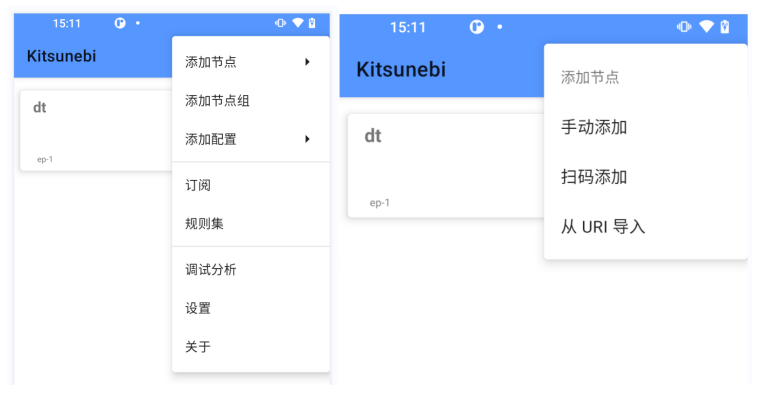 15:11
Kitsunebi
dt
ep-1
添加节点
添加节点组
添加配置
订阅
规则集
调试分析
设置
关于
15:11
Kitsunebi
dt
ep-1
添加节点
手动添加
扫码添加
从 URI 导入